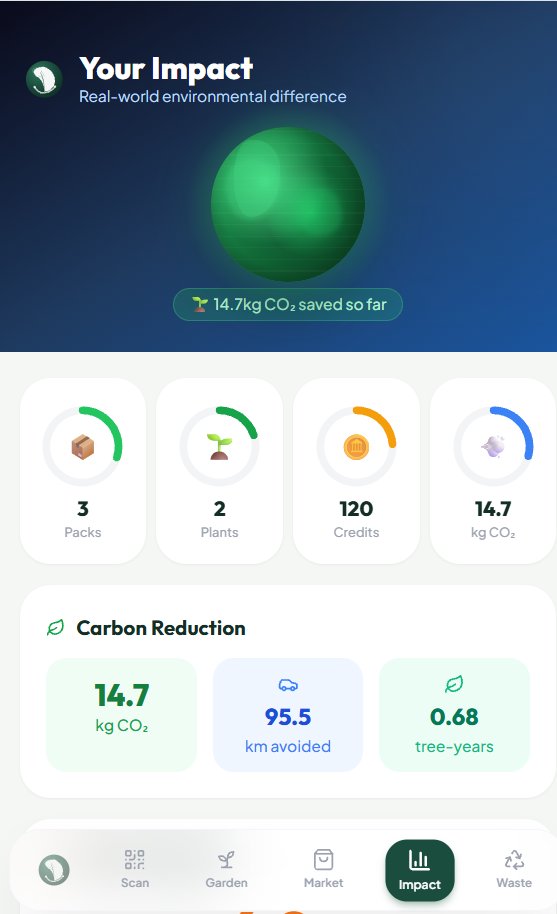 Your Impact
Real-world environmental difference
14.7kg CO₂ saved so far
3
Packs
2
Plants
120
Credits
14.7
kg CO₂
Carbon Reduction
14.7
kg CO₂
95.5
km avoided
0.68
tree-years
Scan
Garden
Market
Impact
Waste